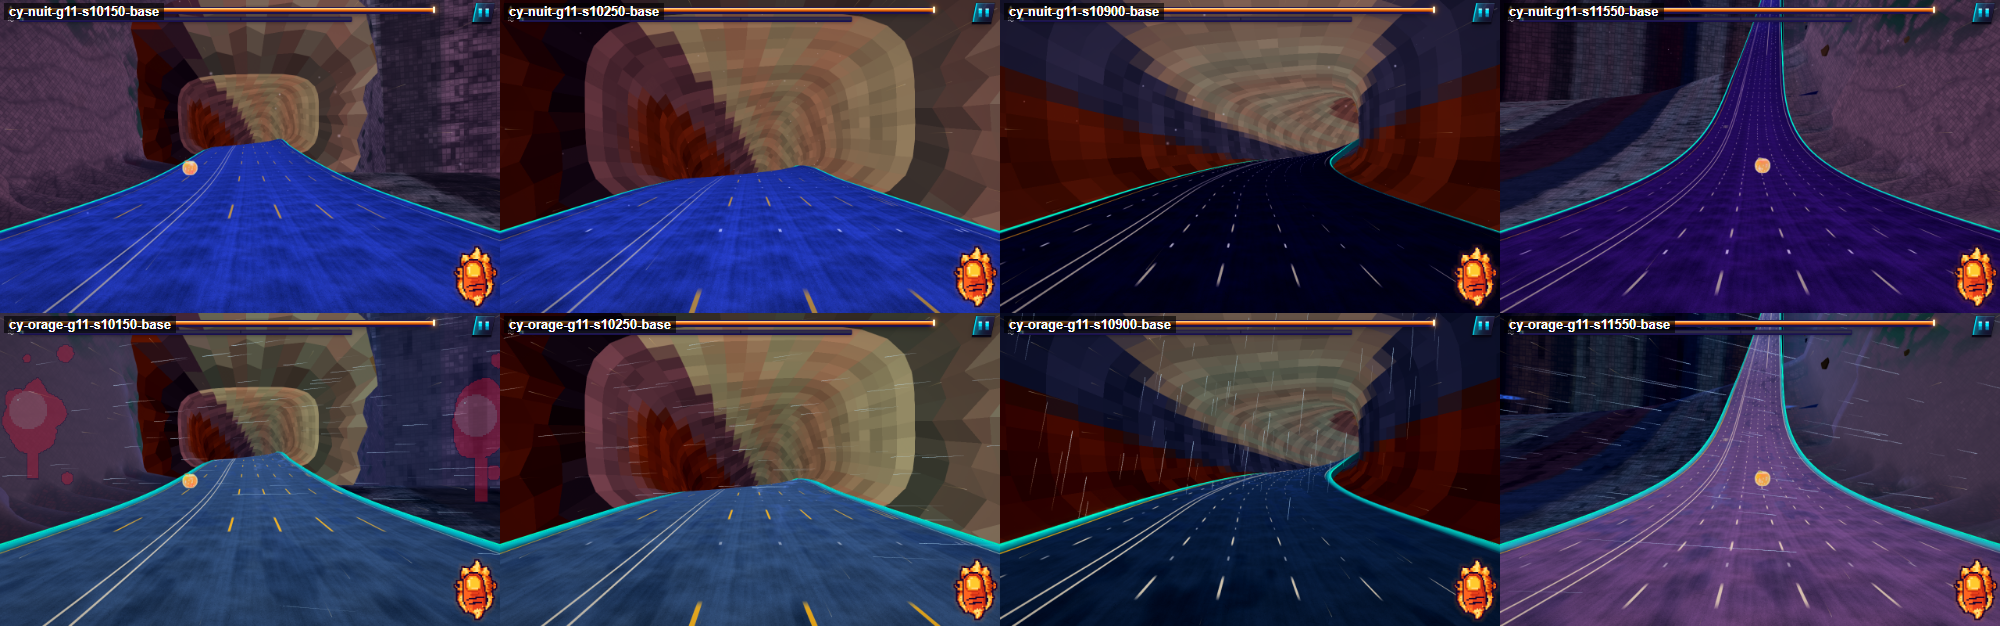 cy-nuit-g11-s10150-base
cy-nuit-g11-s10250-base
cy-nuit-g11-s10900-base
cy-nuit-g11-s11550-base
cy-orage-g11-s10150-base
cy-orage-g11-s10250-base
cy-orage-g11-s10900-base
cy-orage-g11-s11550-base